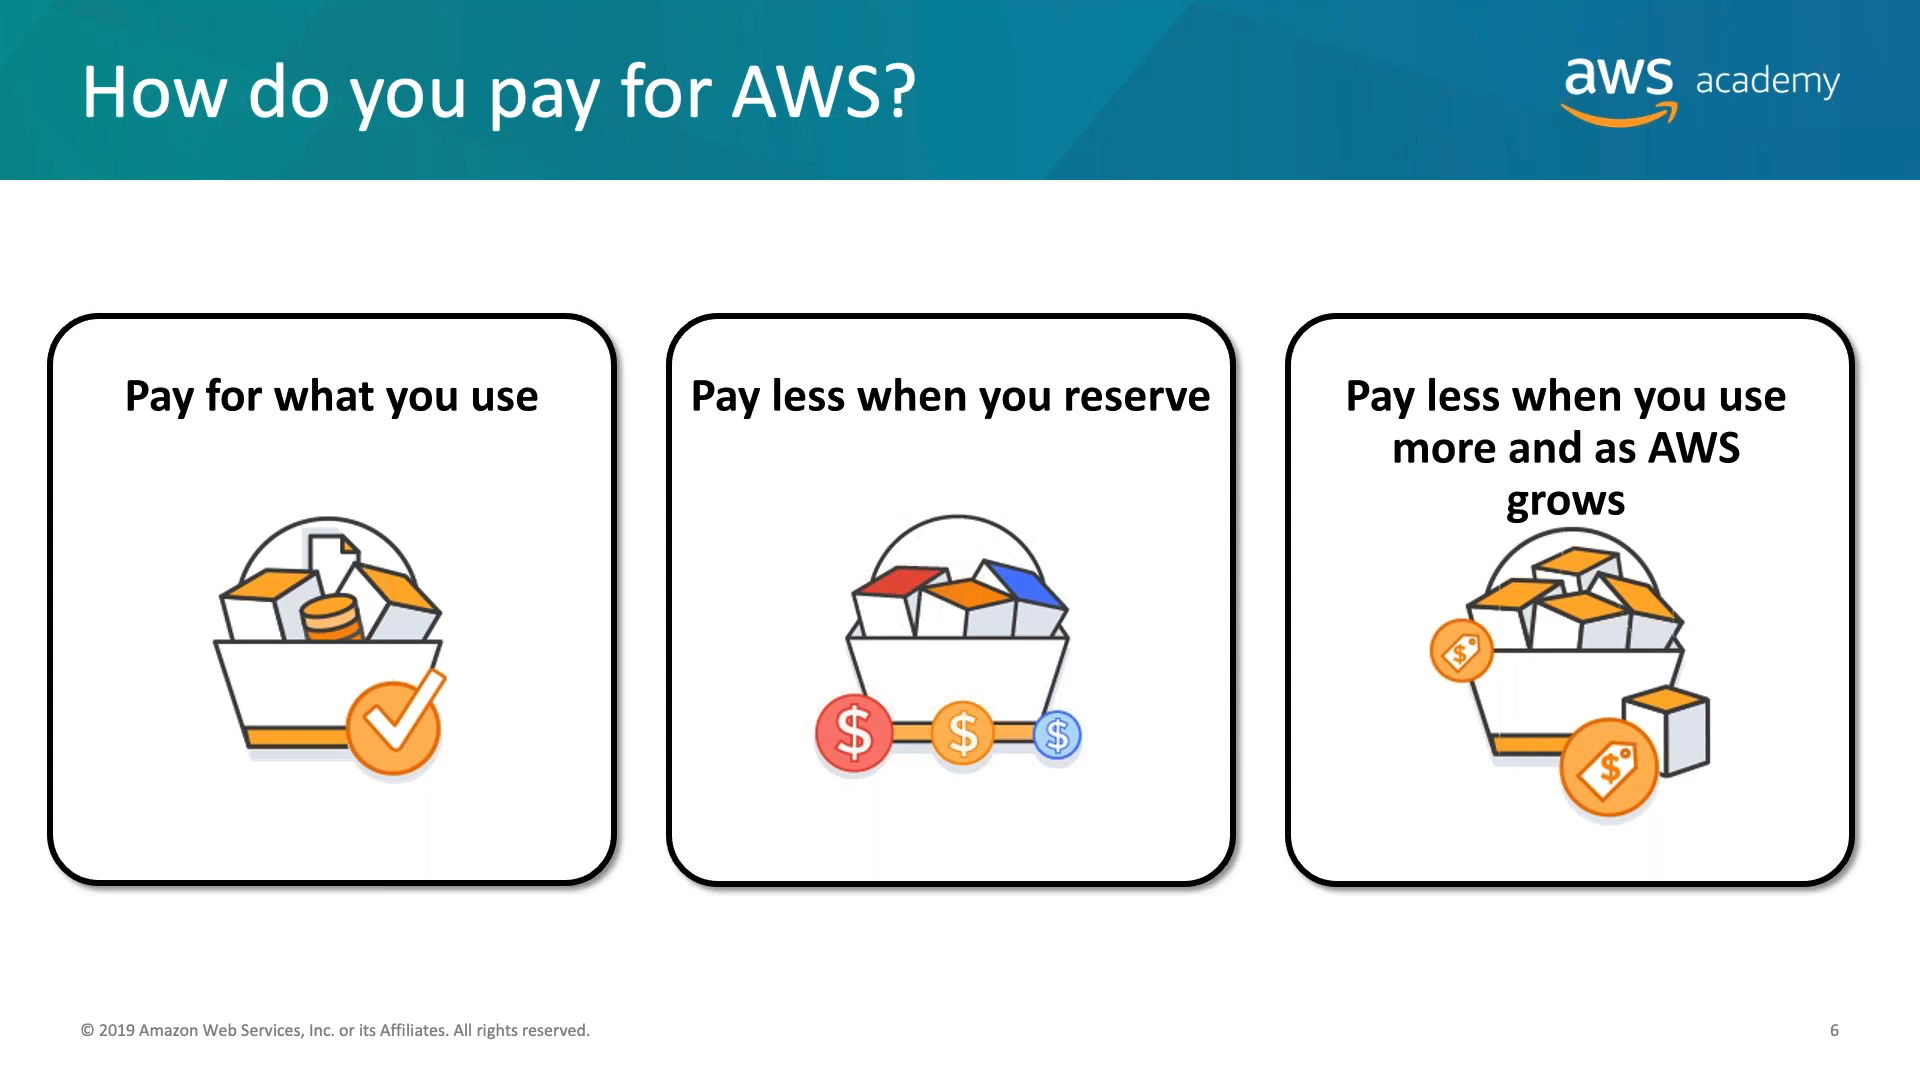 How do you pay for AWS?
aws academy
Pay for what you use
Pay less when you reserve
Pay less when you use
more and as AWS
grows
$ $ $
$
$
© 2019 Amazon Web Services, Inc. or its Affiliates. All rights reserved.
6